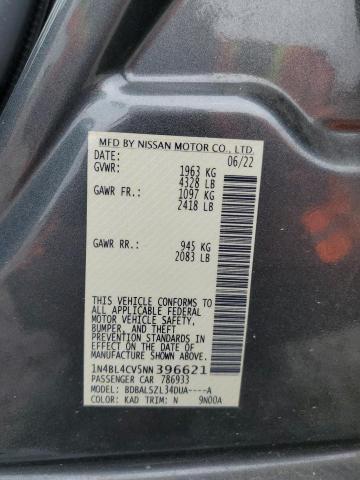 MFD BY NISSAN MOTOR CO., LTD.
DATE: 06/22
GVWR: 1963 KG
4328 LB
GAWR FR.: 1097 KG
2418 LB
GAWR RR.: 945 KG
2083 LB
THIS VEHICLE CONFORMS TO
ALL APPLICABLE FEDERAL
MOTOR VEHICLE SAFETY,
BUMPER, AND THEFT
PREVENTION STANDARDS IN
EFFECT ON THE DATE OF
MANUFACTURE SHOWN ABOVE.
1N4BL4CV5NN396621
PASSENGER CAR 786933
MODEL: BDBALSZL34DUA----A
COLOR: KAD TRIM: N 9N00A